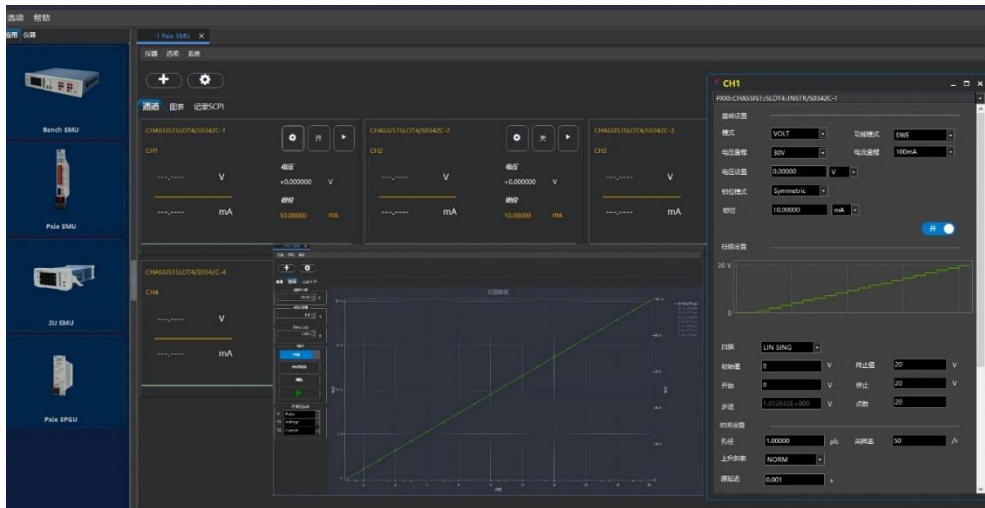 选项 帮助
应用 仪器
1 Pxie SMU ×
仪器 选项 系统
通道 图表 记录SCPI
Bench SMU
Pxie SMU
2U SMU
Pxie SPGU
CHASSIS1SLOT4/S0342C-1
CH1
开
电压
---.---- V
+0.000000 V
钳位
---.---- mA
10.00000 mA
CHASSIS1SLOT4/S0342C-2
CH2
关
电压
---.---- V
+0.000000 V
钳位
---.---- mA
10.00000 mA
CHASSIS1SLOT4/S0342C-3
CH3
---.---- V
---.---- mA
CHASSIS1SLOT4/S0342C-4
CH4
---.---- V
---.---- mA
扫描曲线
Voltage
Current
CH1
PXI0::CHASSIS1::SLOT4::INSTR/S0342C-1
基础设置
模式 VOLT 功能模式 SWE
电压量程 30V 电流量程 100mA
电压设置 0.00000 V
钳位模式 Symmetric
钳位 10.00000 mA
开
扫描设置
20 V
0
扫描 LIN SING
初始值 0 V 终止值 20 V
开始 0 V 停止 20 V
步进 1.052632E+000 V 点数 20
时间设置
孔径 1.00000 plc 采样率 50 /s
上升斜率 NORM
源延迟 0.001 s